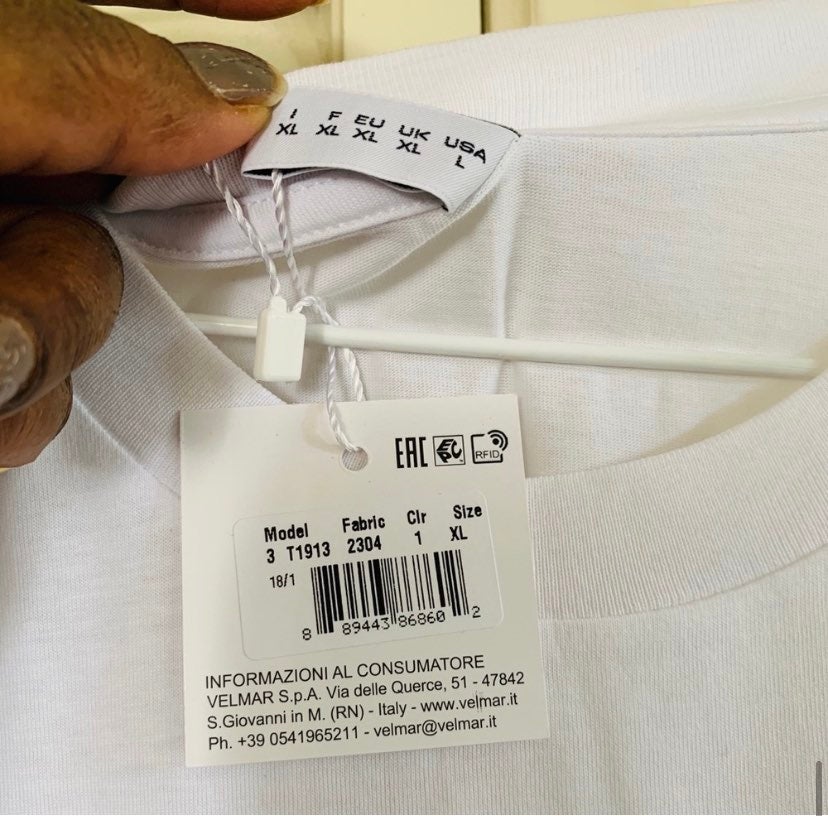 I F EU UK USA
XL XL XL XL L
EAC EPC RFID
Model Fabric Clr Size
3 T1913 2304 1 XL
18/1
8 89443 86860 2
INFORMAZIONI AL CONSUMATORE
VELMAR S.p.A. Via delle Querce, 51 - 47842
S.Giovanni in M. (RN) - Italy - www.velmar.it
Ph. +39 0541965211 - velmar@velmar.it